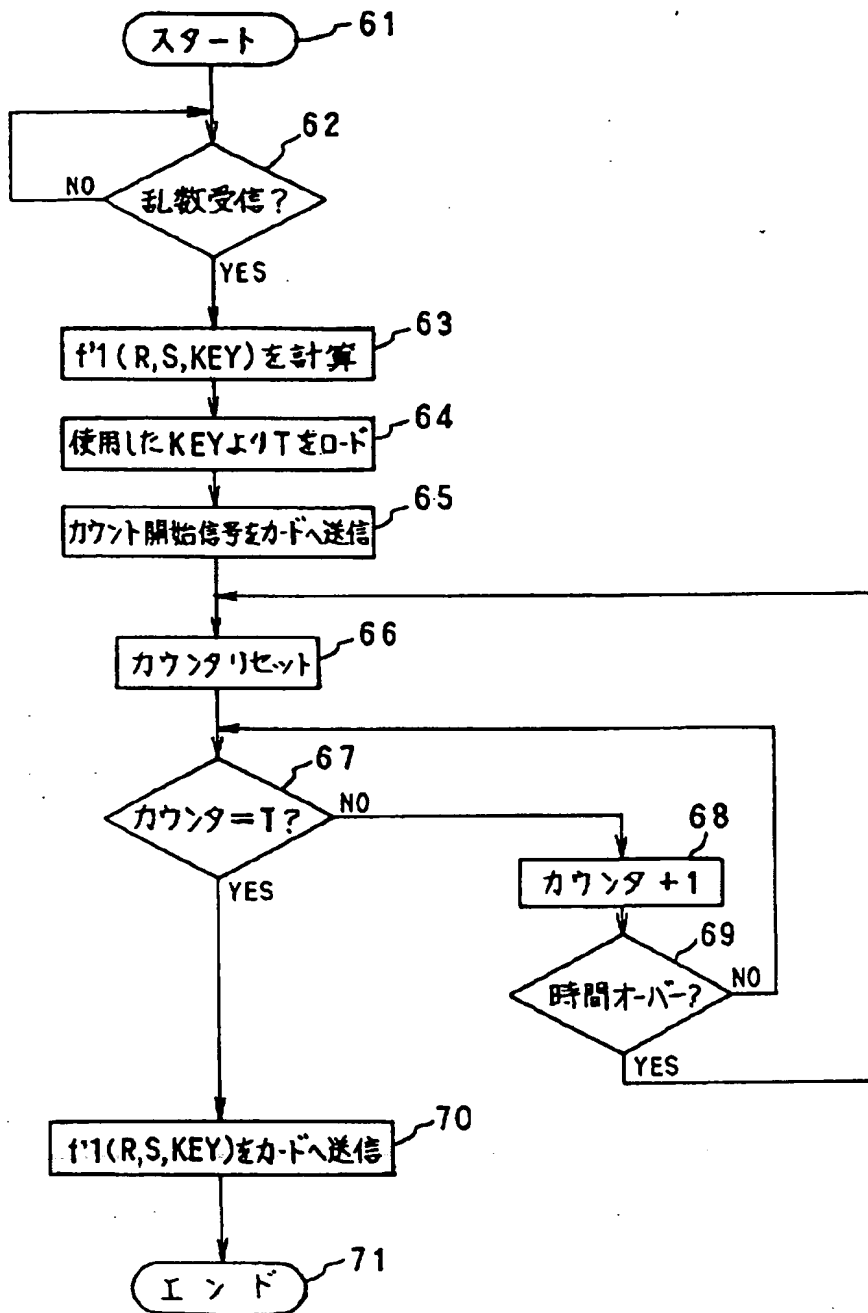 スタート
61
62
乱数受信?
NO
YES
63
f'1(R,S,KEY)を計算
64
使用したKEYよりTをロード
65
カウント開始信号をカードへ送信
66
カウンタリセット
67
カウンタ=T?
NO
YES
68
カウンタ+1
69
時間オーバー?
NO
YES
70
f'1(R,S,KEY)をカードへ送信
71
エンド